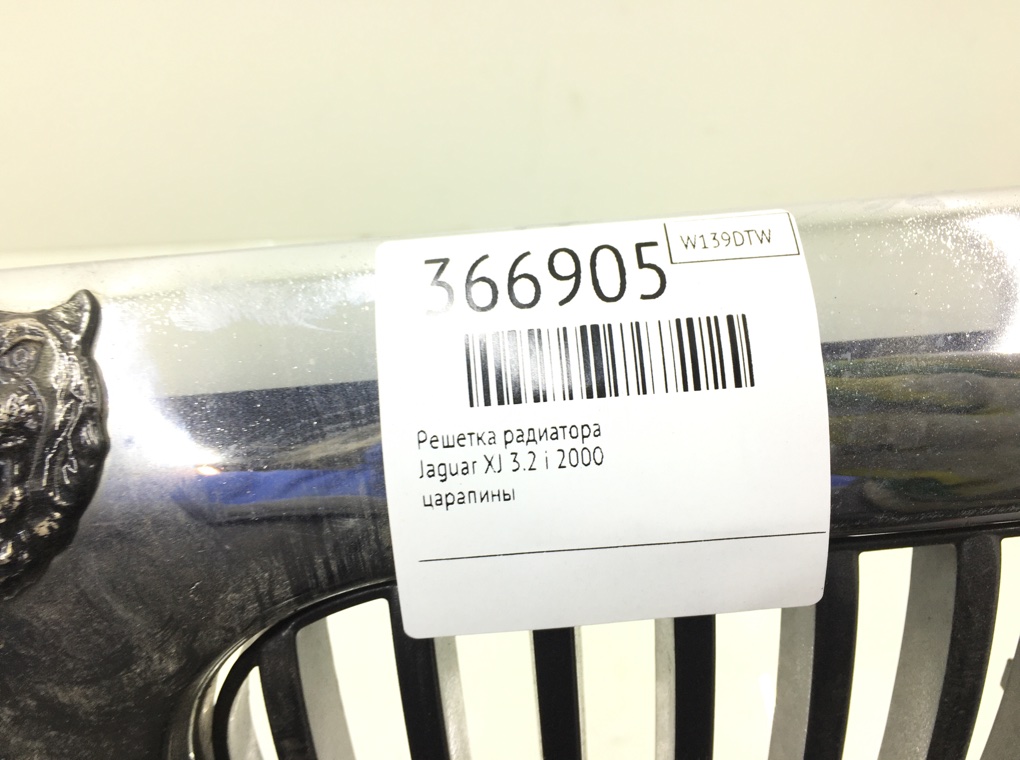 366905
W139DTW
Решетка радиатора
Jaguar XJ 3.2 i 2000
царапины